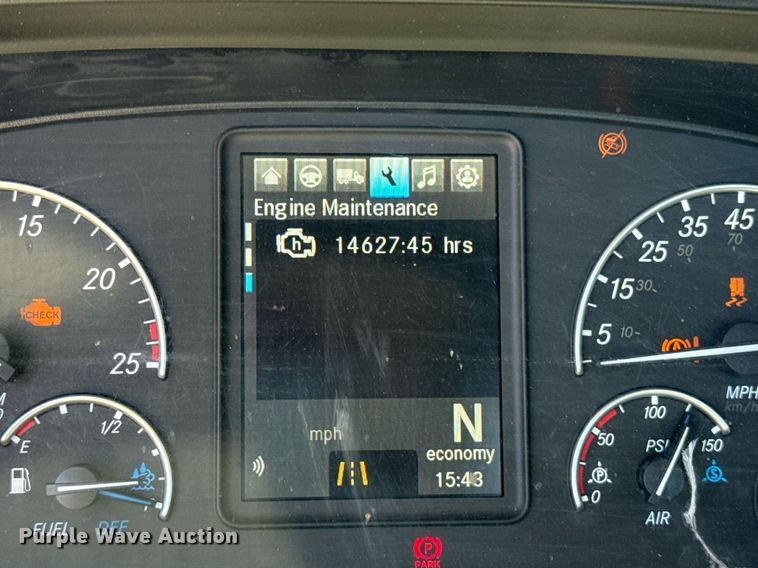 Engine Maintenance
h 14627:45 hrs
mph
N
economy
15:43
15
20
25
CHECK
E
1/2
FUEL DEF
5
15
25
35
45
10
30
50
70
MPH
km/h
0
50
100
150
PSI
P
S
AIR
P
PARK
Purple Wave Auction